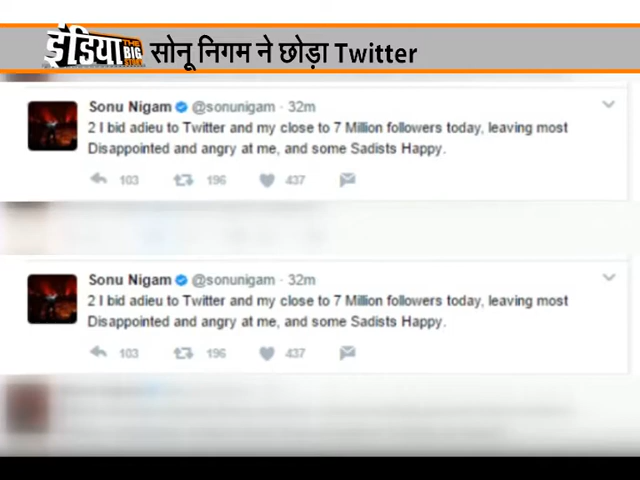 इंडिया THE BIG STORY
सोनू निगम ने छोड़ा Twitter
Sonu Nigam @sonunigam · 32m
2 I bid adieu to Twitter and my close to 7 Million followers today, leaving most
Disappointed and angry at me, and some Sadists Happy.
103 196 437
Sonu Nigam @sonunigam · 32m
2 I bid adieu to Twitter and my close to 7 Million followers today, leaving most
Disappointed and angry at me, and some Sadists Happy.
103 196 437